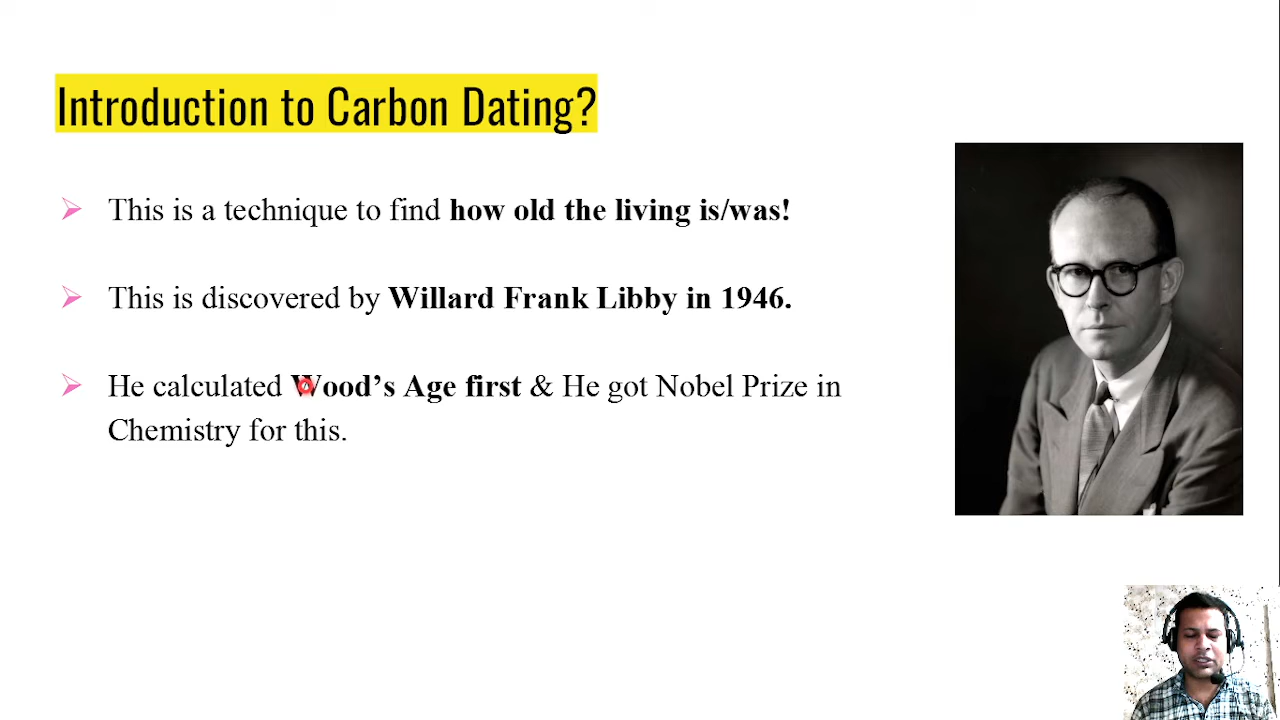 Introduction to Carbon Dating?
This is a technique to find how old the living is/was!
This is discovered by Willard Frank Libby in 1946.
He calculated Wood’s Age first & He got Nobel Prize in
Chemistry for this.